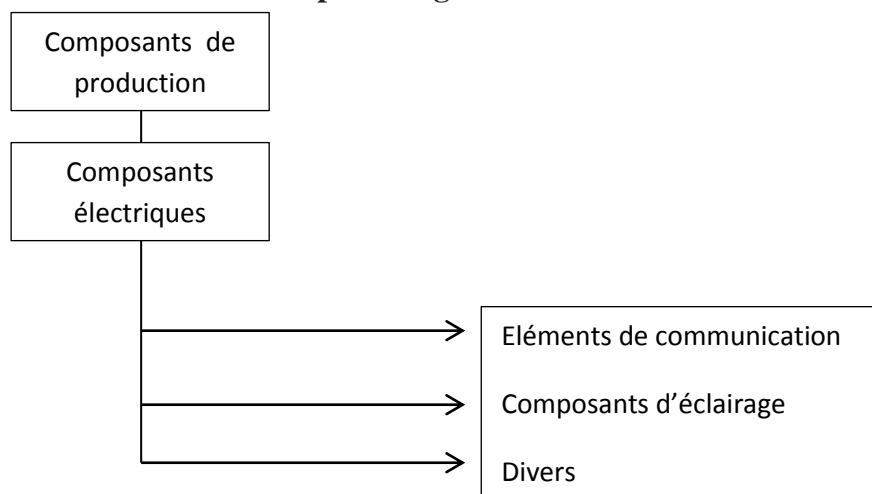 Composants de
production
Composants
électriques
Eléments de communication
Composants d’éclairage
Divers